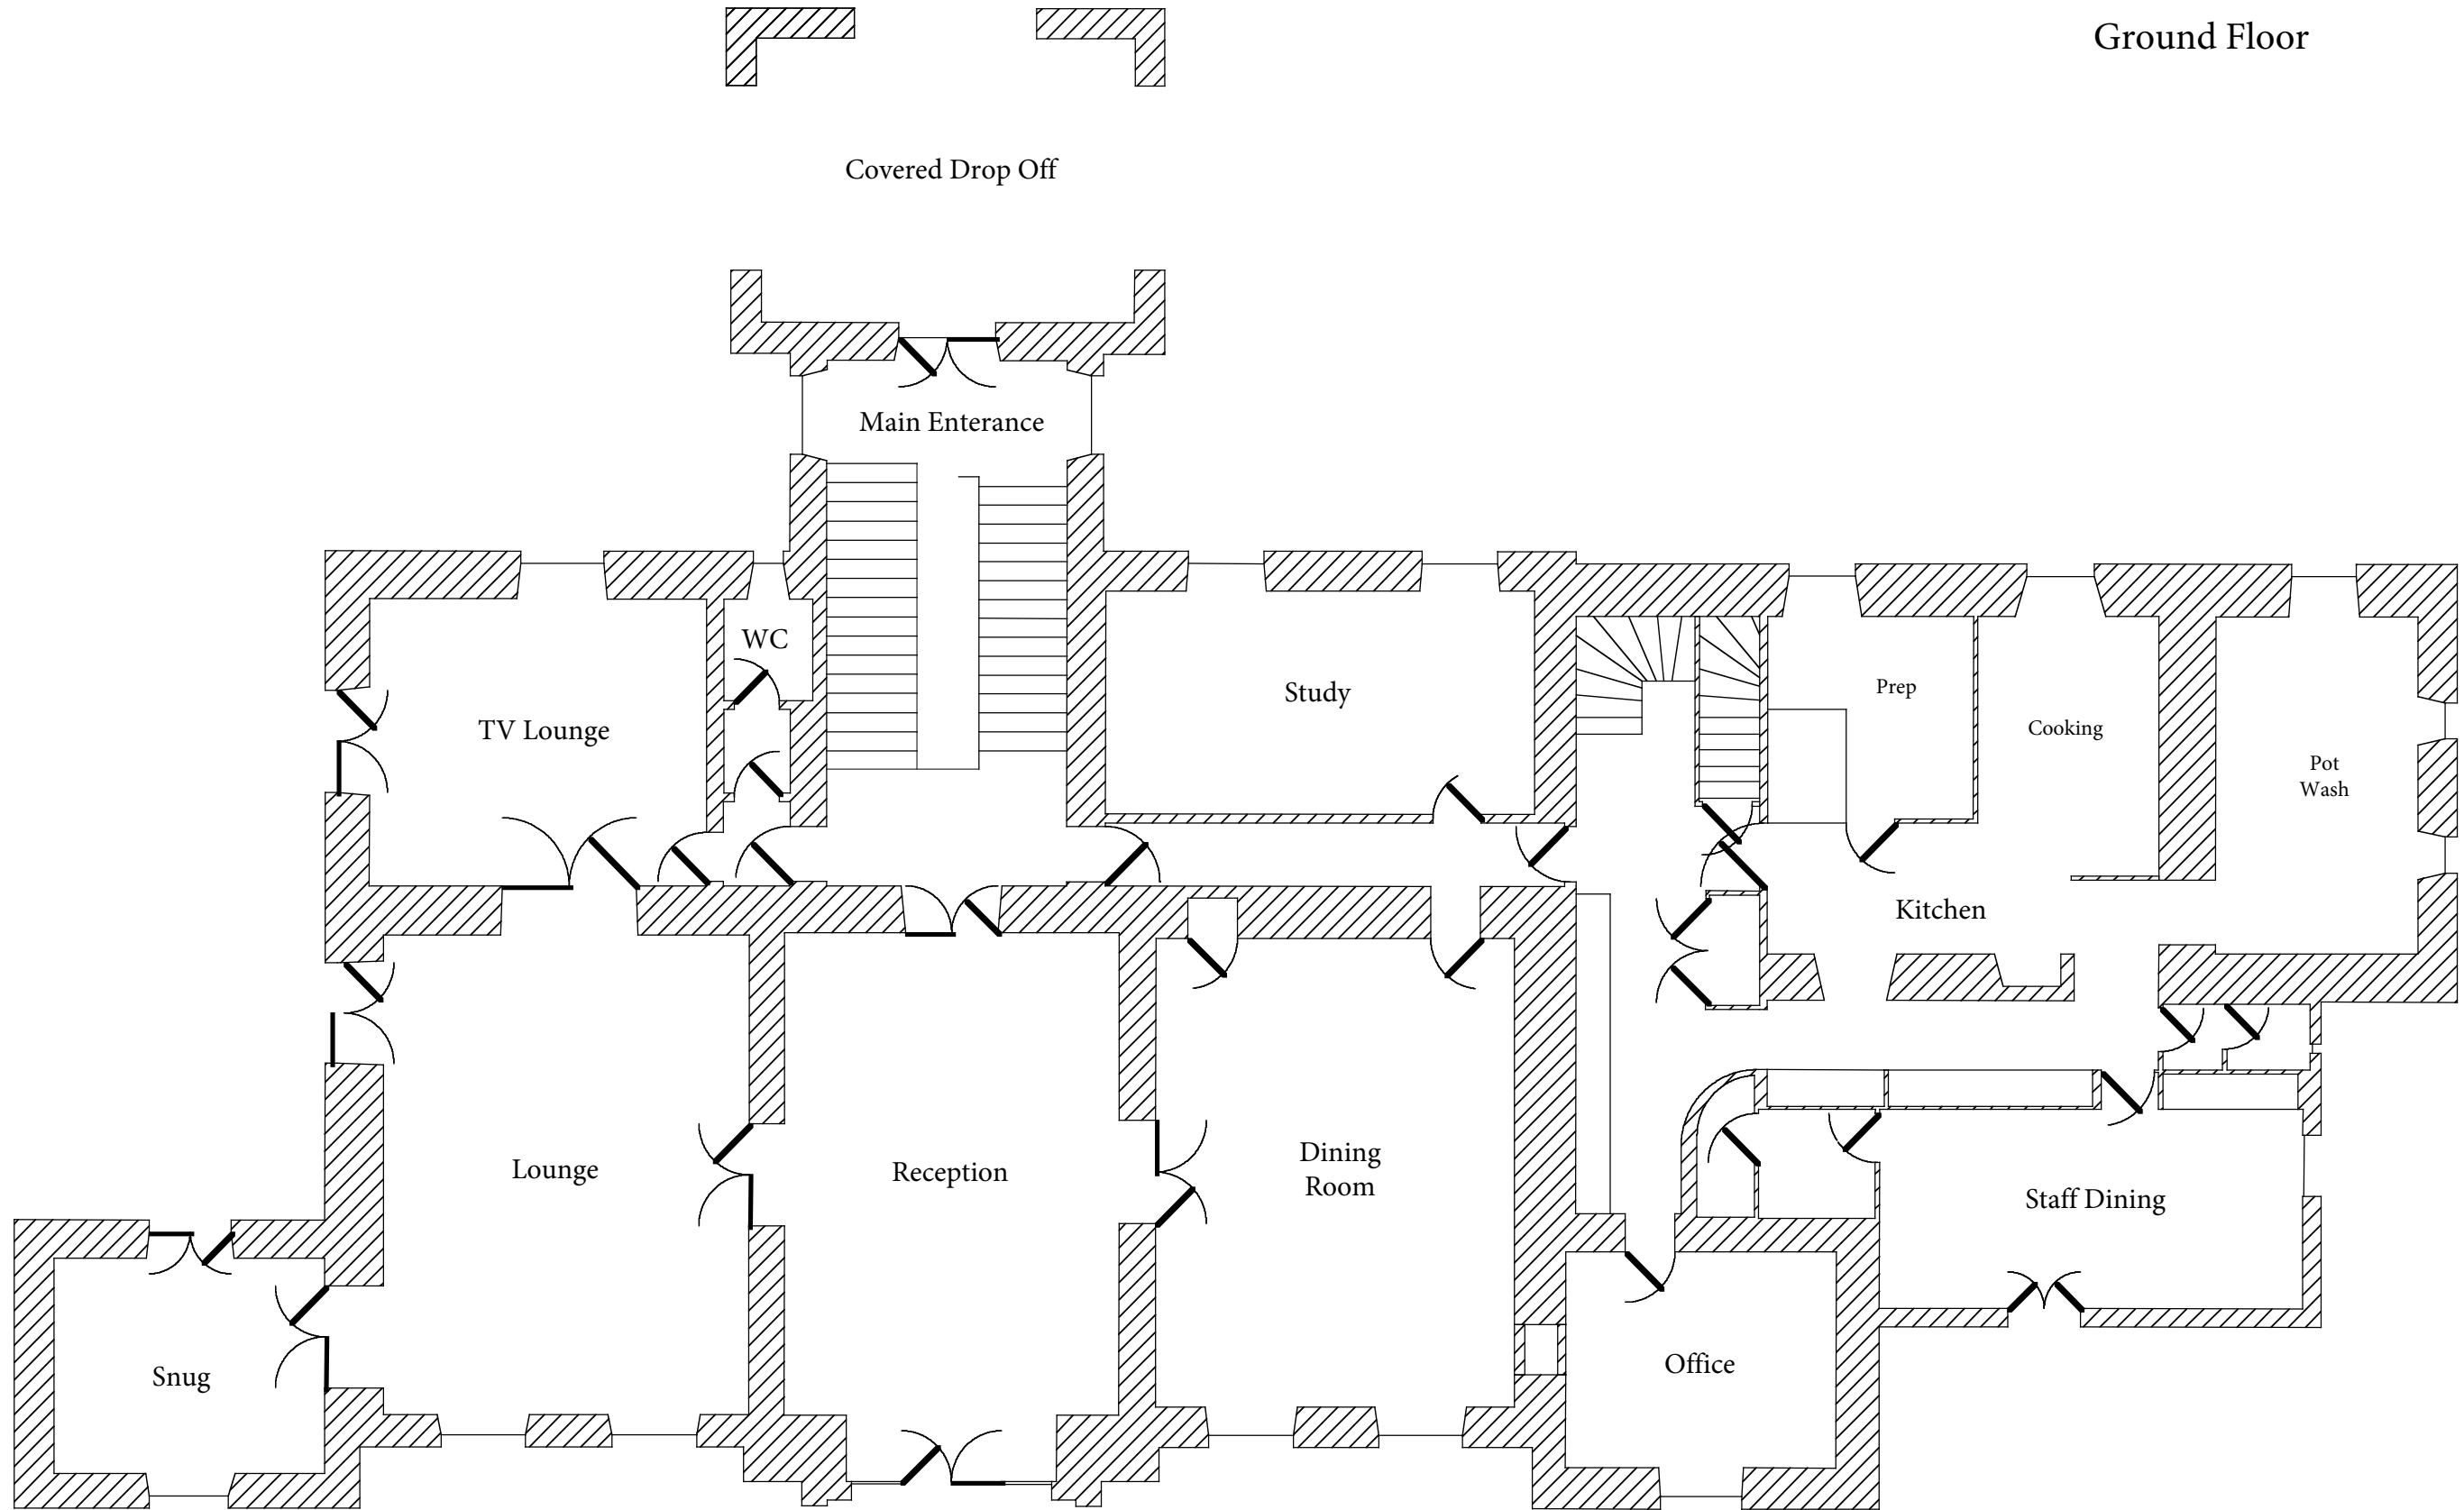 Ground Floor
Covered Drop Off
Main Enterance
WC
Study
Prep
TV Lounge
Cooking
Pot
Wash
Kitchen
Lounge
Reception
Dining
Room
Staff Dining
Snug
Office